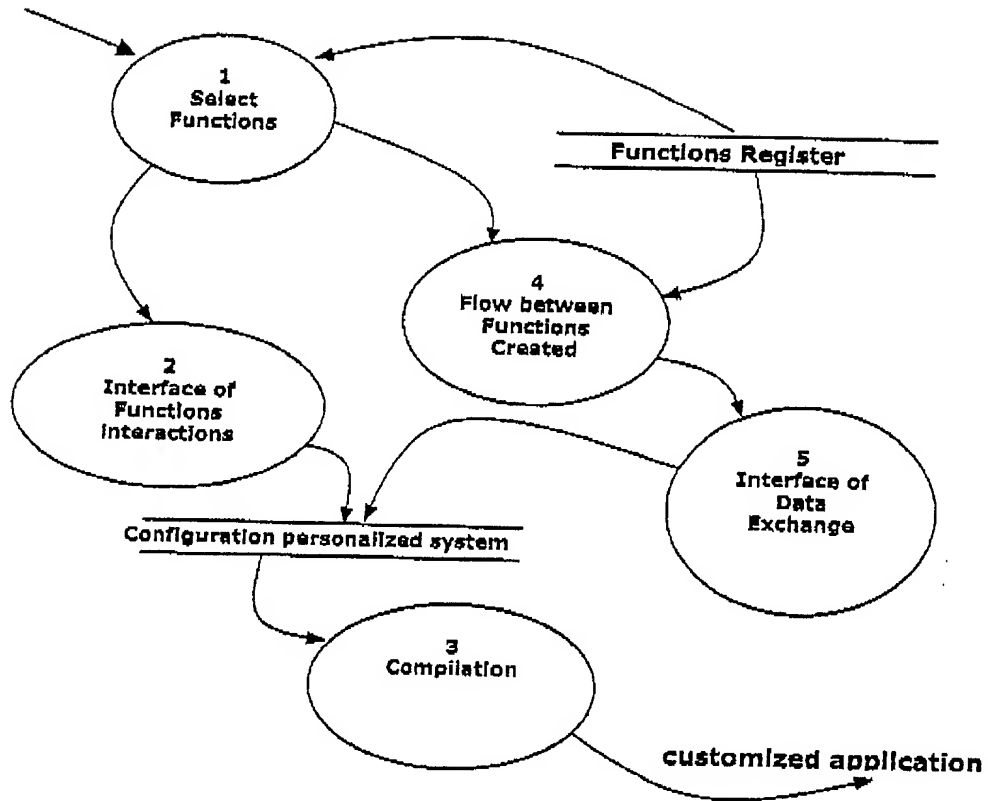 1
Select
Functions
Functions Register
4
Flow between
Functions
Created
2
Interface of
Functions
interactions
5
Interface of
Data
Exchange
Configuration personalized system
3
Compilation
customized application